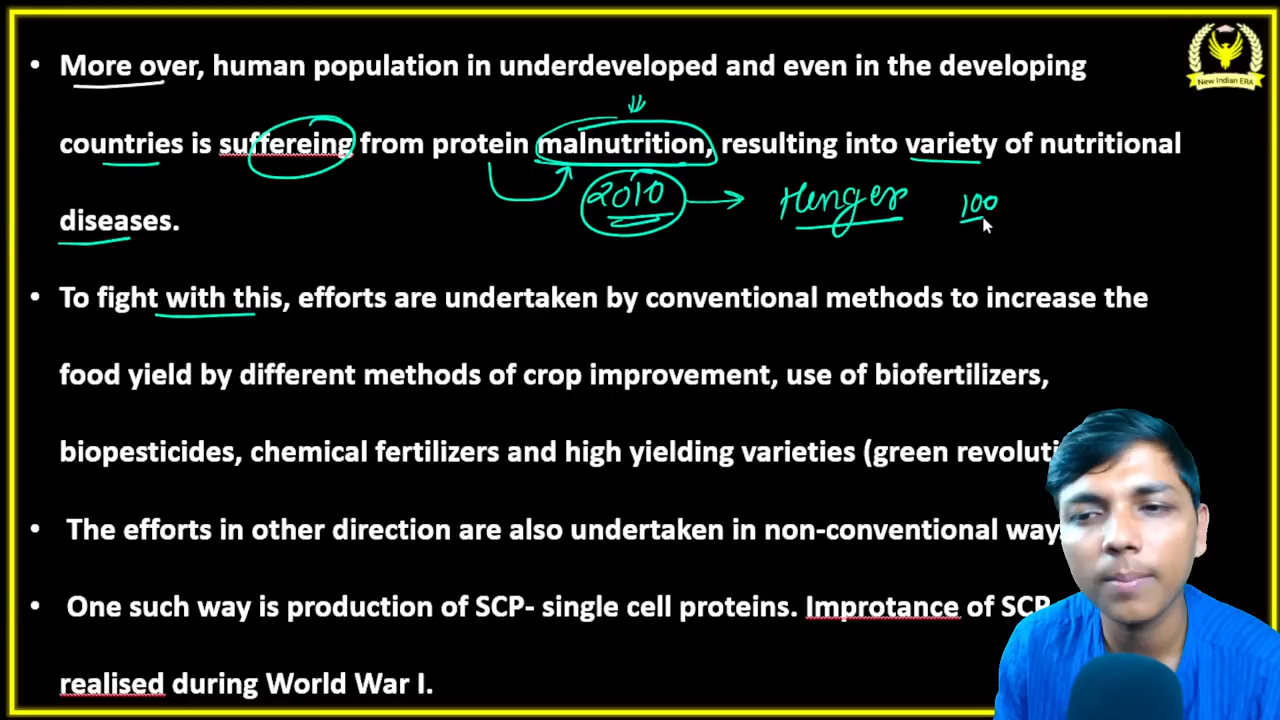 New Indian ERA
• More over, human population in underdeveloped and even in the developing
countries is suffereing from protein malnutrition, resulting into variety of nutritional
2010 Hunger 100
diseases.
• To fight with this, efforts are undertaken by conventional methods to increase the
food yield by different methods of crop improvement, use of biofertilizers,
biopesticides, chemical fertilizers and high yielding varieties (green revoluti
• The efforts in other direction are also undertaken in non-conventional way
• One such way is production of SCP- single cell proteins. Improtance of SCP
realised during World War I.